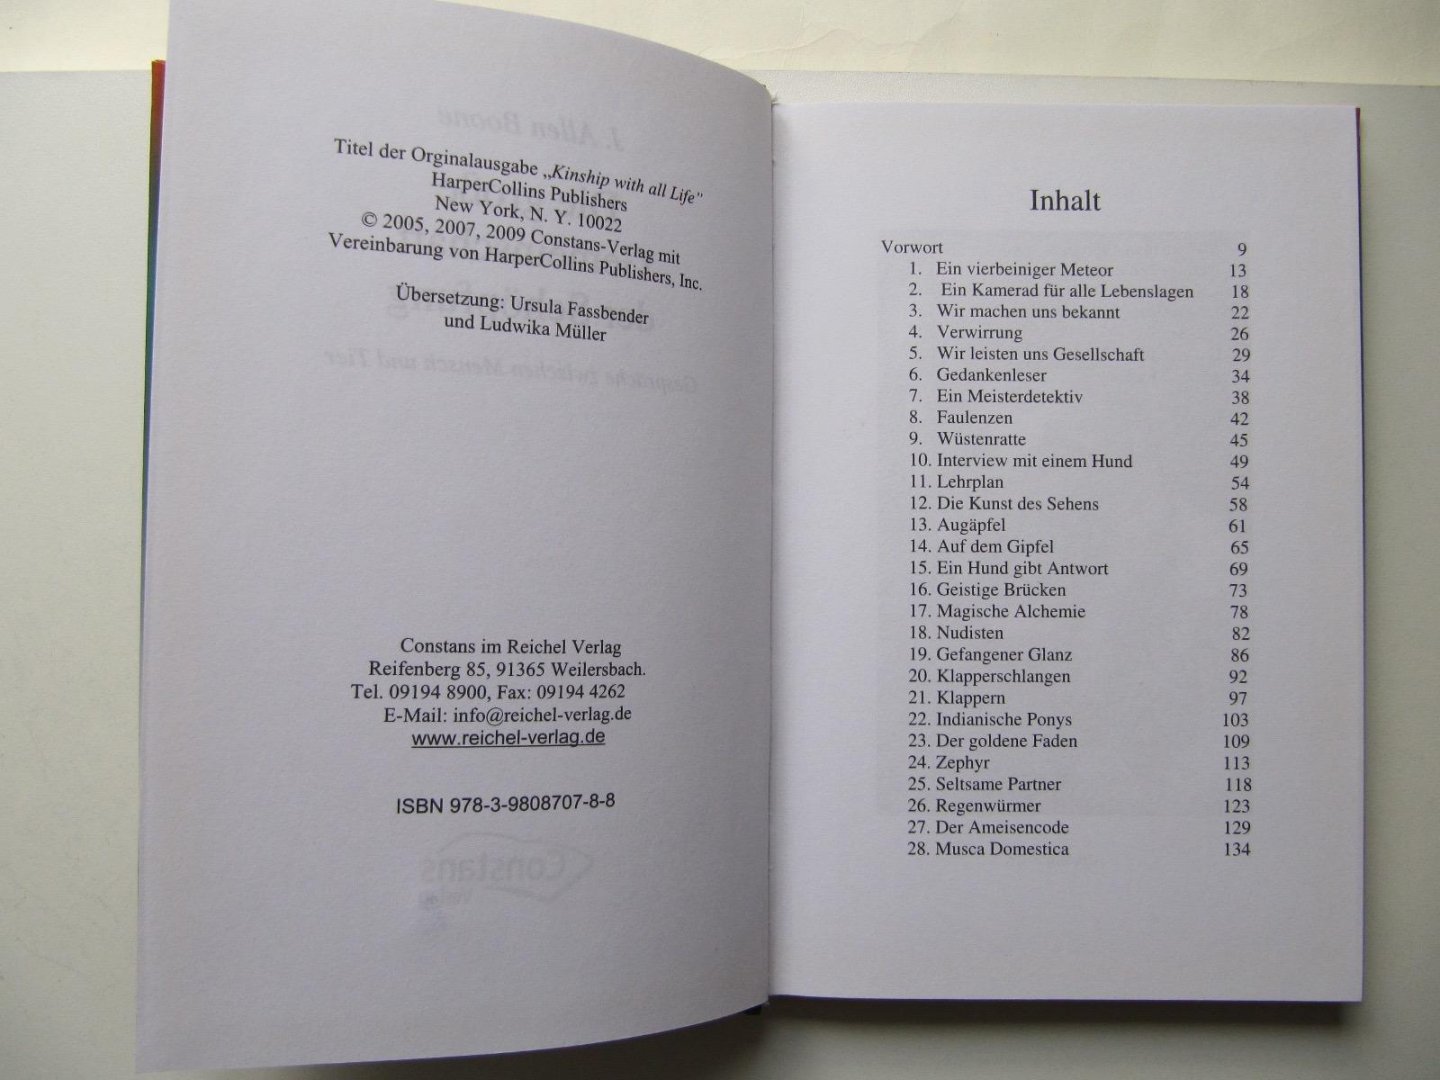 Titel der Orginalausgabe „Kinship with all Life”
HarperCollins Publishers
New York, N. Y. 10022
© 2005, 2007, 2009 Constans-Verlag mit
Vereinbarung von HarperCollins Publishers, Inc.
Übersetzung: Ursula Fassbender
und Ludwika Müller
Constans im Reichel Verlag
Reifenberg 85, 91365 Weilersbach.
Tel. 09194 8900, Fax: 09194 4262
E-Mail: info@reichel-verlag.de
www.reichel-verlag.de
ISBN 978-3-9808707-8-8
Inhalt
Vorwort 9
1. Ein vierbeiniger Meteor 13
2. Ein Kamerad für alle Lebenslagen 18
3. Wir machen uns bekannt 22
4. Verwirrung 26
5. Wir leisten uns Gesellschaft 29
6. Gedankenleser 34
7. Ein Meisterdetektiv 38
8. Faulenzen 42
9. Wüstenratte 45
10. Interview mit einem Hund 49
11. Lehrplan 54
12. Die Kunst des Sehens 58
13. Augäpfel 61
14. Auf dem Gipfel 65
15. Ein Hund gibt Antwort 69
16. Geistige Brücken 73
17. Magische Alchemie 78
18. Nudisten 82
19. Gefangener Glanz 86
20. Klapperschlangen 92
21. Klappern 97
22. Indianische Ponys 103
23. Der goldene Faden 109
24. Zephyr 113
25. Seltsame Partner 118
26. Regenwürmer 123
27. Der Ameisencode 129
28. Musca Domestica 134